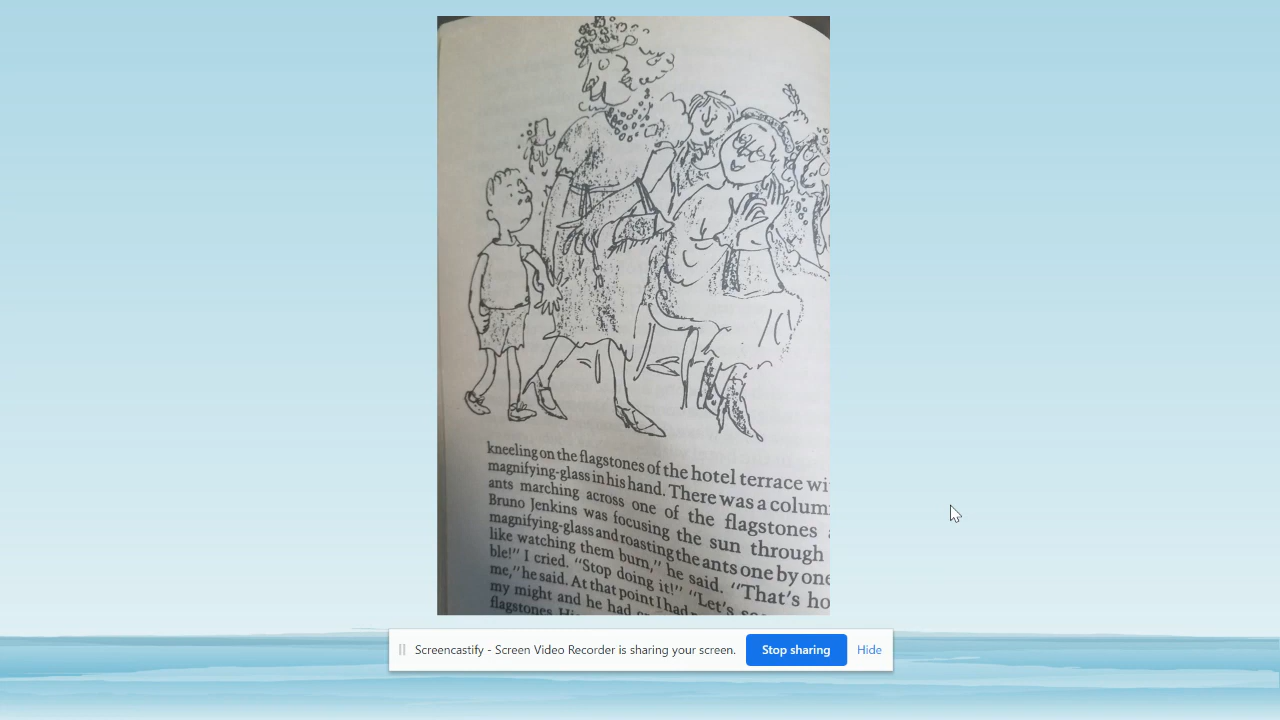 kneeling on the flagstones of the hotel terrace wi
magnifying-glass in his hand. There was a colum
ants marching across one of the flagstones
Bruno Jenkins was focusing the sun through
magnifying-glass and roasting the ants one by one
like watching them burn,” he said. “That’s ho
ble!” I cried. “Stop doing it!” “Let’s
me,” he said. At that point I had
my might and he had
flagstones.
Screencastify - Screen Video Recorder is sharing your screen.
Stop sharing
Hide